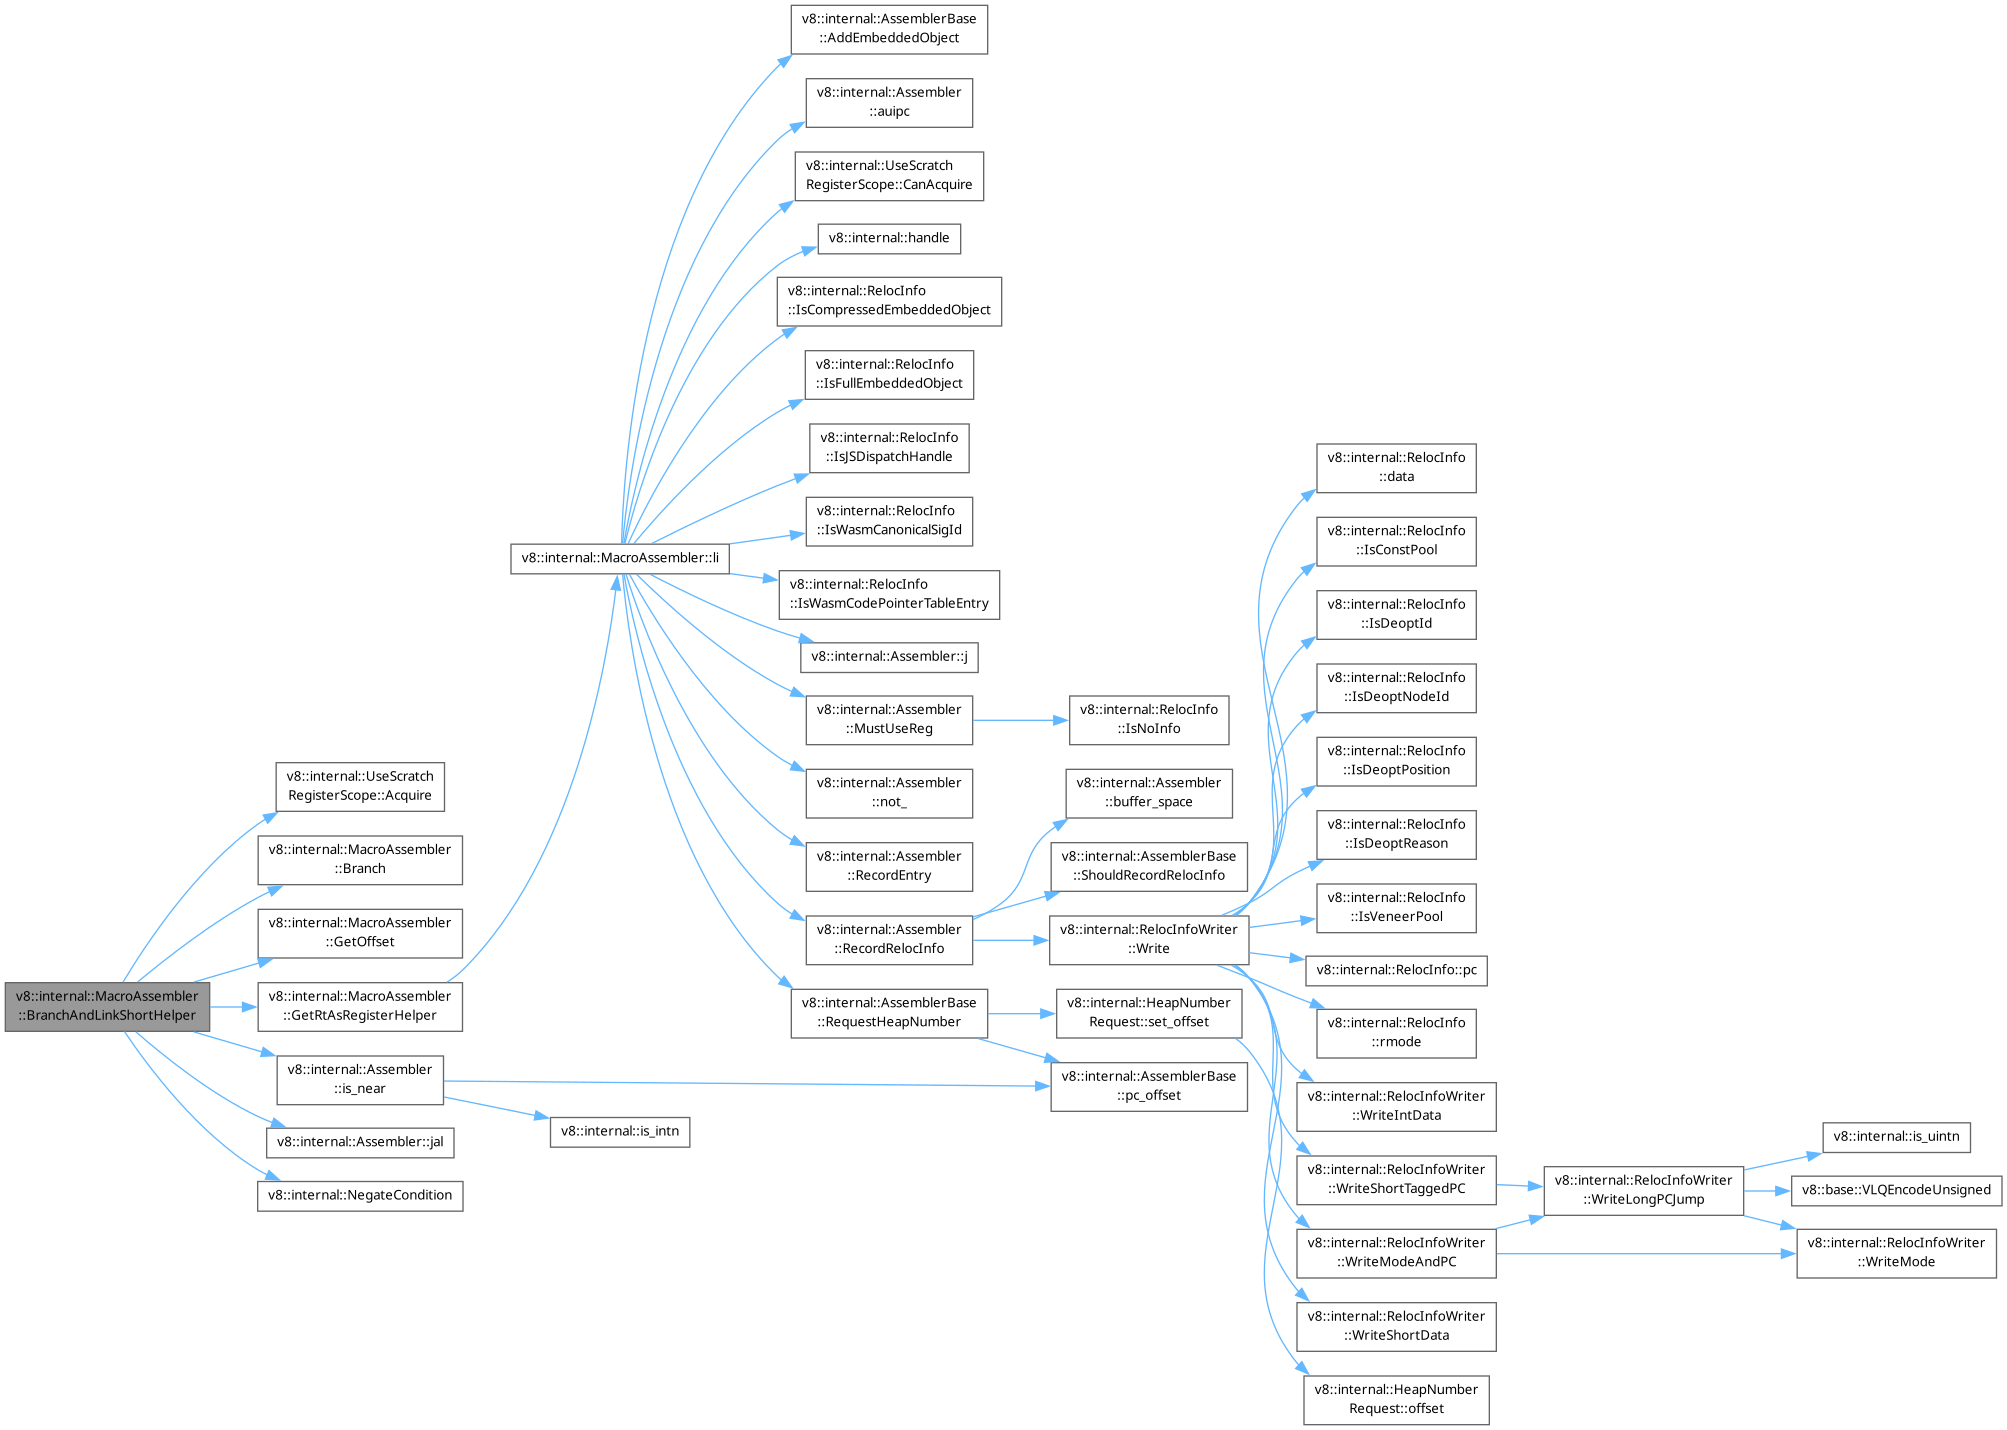 v8::internal::MacroAssembler
::BranchAndLinkShortHelper
v8::internal::UseScratch
RegisterScope::Acquire
v8::internal::MacroAssembler
::Branch
v8::internal::MacroAssembler
::GetOffset
v8::internal::MacroAssembler
::GetRtAsRegisterHelper
v8::internal::Assembler
::is_near
v8::internal::Assembler::jal
v8::internal::NegateCondition
v8::internal::MacroAssembler::li
v8::internal::is_intn
v8::internal::AssemblerBase
::AddEmbeddedObject
v8::internal::Assembler
::auipc
v8::internal::UseScratch
RegisterScope::CanAcquire
v8::internal::handle
v8::internal::RelocInfo
::IsCompressedEmbeddedObject
v8::internal::RelocInfo
::IsFullEmbeddedObject
v8::internal::RelocInfo
::IsJSDispatchHandle
v8::internal::RelocInfo
::IsWasmCanonicalSigId
v8::internal::RelocInfo
::IsWasmCodePointerTableEntry
v8::internal::Assembler::j
v8::internal::Assembler
::MustUseReg
v8::internal::Assembler
::not_
v8::internal::Assembler
::RecordEntry
v8::internal::Assembler
::RecordRelocInfo
v8::internal::AssemblerBase
::RequestHeapNumber
v8::internal::RelocInfo
::IsNoInfo
v8::internal::Assembler
::buffer_space
v8::internal::AssemblerBase
::ShouldRecordRelocInfo
v8::internal::RelocInfoWriter
::Write
v8::internal::HeapNumber
Request::set_offset
v8::internal::AssemblerBase
::pc_offset
v8::internal::RelocInfo
::data
v8::internal::RelocInfo
::IsConstPool
v8::internal::RelocInfo
::IsDeoptId
v8::internal::RelocInfo
::IsDeoptNodeId
v8::internal::RelocInfo
::IsDeoptPosition
v8::internal::RelocInfo
::IsDeoptReason
v8::internal::RelocInfo
::IsVeneerPool
v8::internal::RelocInfo::pc
v8::internal::RelocInfo
::rmode
v8::internal::RelocInfoWriter
::WriteIntData
v8::internal::RelocInfoWriter
::WriteShortTaggedPC
v8::internal::RelocInfoWriter
::WriteModeAndPC
v8::internal::RelocInfoWriter
::WriteShortData
v8::internal::HeapNumber
Request::offset
v8::internal::RelocInfoWriter
::WriteLongPCJump
v8::internal::is_uintn
v8::base::VLQEncodeUnsigned
v8::internal::RelocInfoWriter
::WriteMode